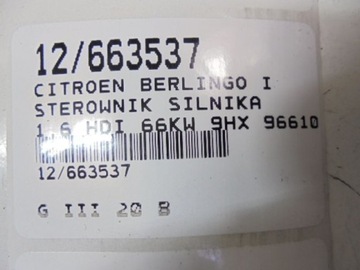 12/663537
CITROEN BERLINGO I
STEROWNIK SILNIKA
1.6 HDI 66KW 9HX 96610
12/663537
G III 20 B